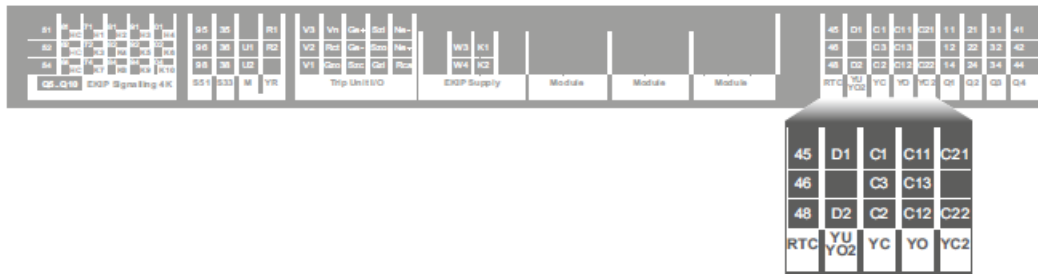 95 35 R1 V3 Vn Ge+ Szi Ne- 45 D1 C1 C11 C21 11 21 31 41
96 36 U1 R2 V2 Rct Ge- Szo Ne+ W3 K1 46 C3 C13 12 22 32 42
98 38 U2 V1 Gzo Szc Gzi Rcx W4 K2 48 D2 C2 C12 C22 14 24 34 44
Q5..Q10 EKIP Signalling 4K S51 S33 M YR Trip Unit I/O EKIP Supply Module Module Module RTC YU YO2 YC YO YC2 Q1 Q2 Q3 Q4
45 D1 C1 C11 C21
46 C3 C13
48 D2 C2 C12 C22
RTC YU YO2 YC YO YC2